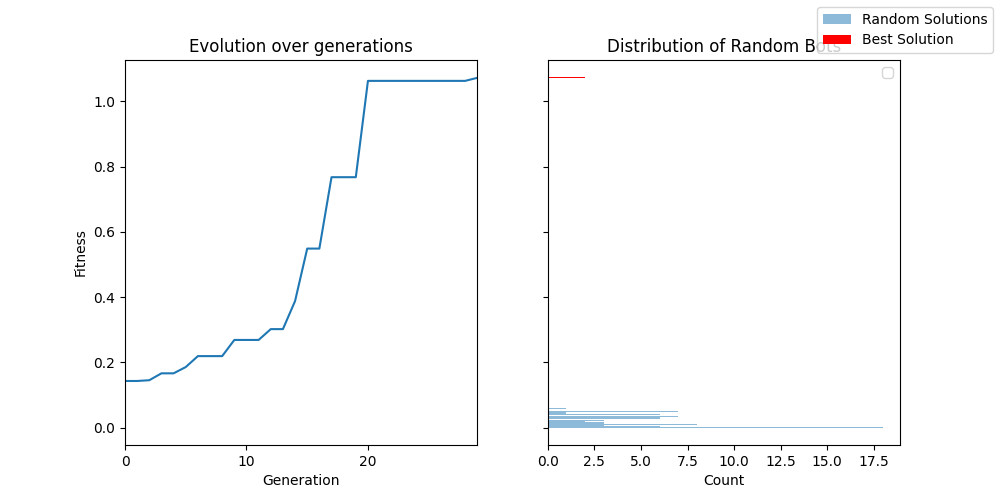 Random Solutions
Best Solution
Evolution over generations
Distribution of Random Bots
1.0
0.8
0.6
0.4
0.2
0.0
Fitness
0
10
20
Generation
0.0
2.5
5.0
7.5
10.0
12.5
15.0
17.5
Count